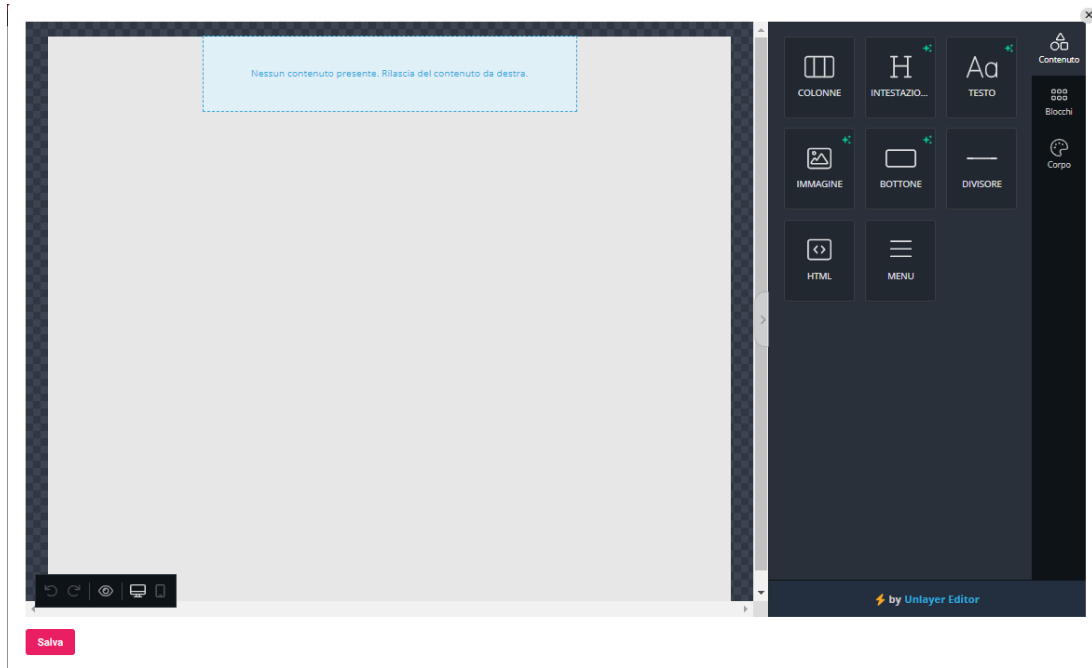 Nessun contenuto presente. Rilascia del contenuto da destra.
COLONNE
INTESTAZIO...
TESTO
IMMAGINE
BOTTONE
DIVISORE
HTML
MENU
Contenuto
Blocchi
Corpo
by Unlayer Editor
Salva